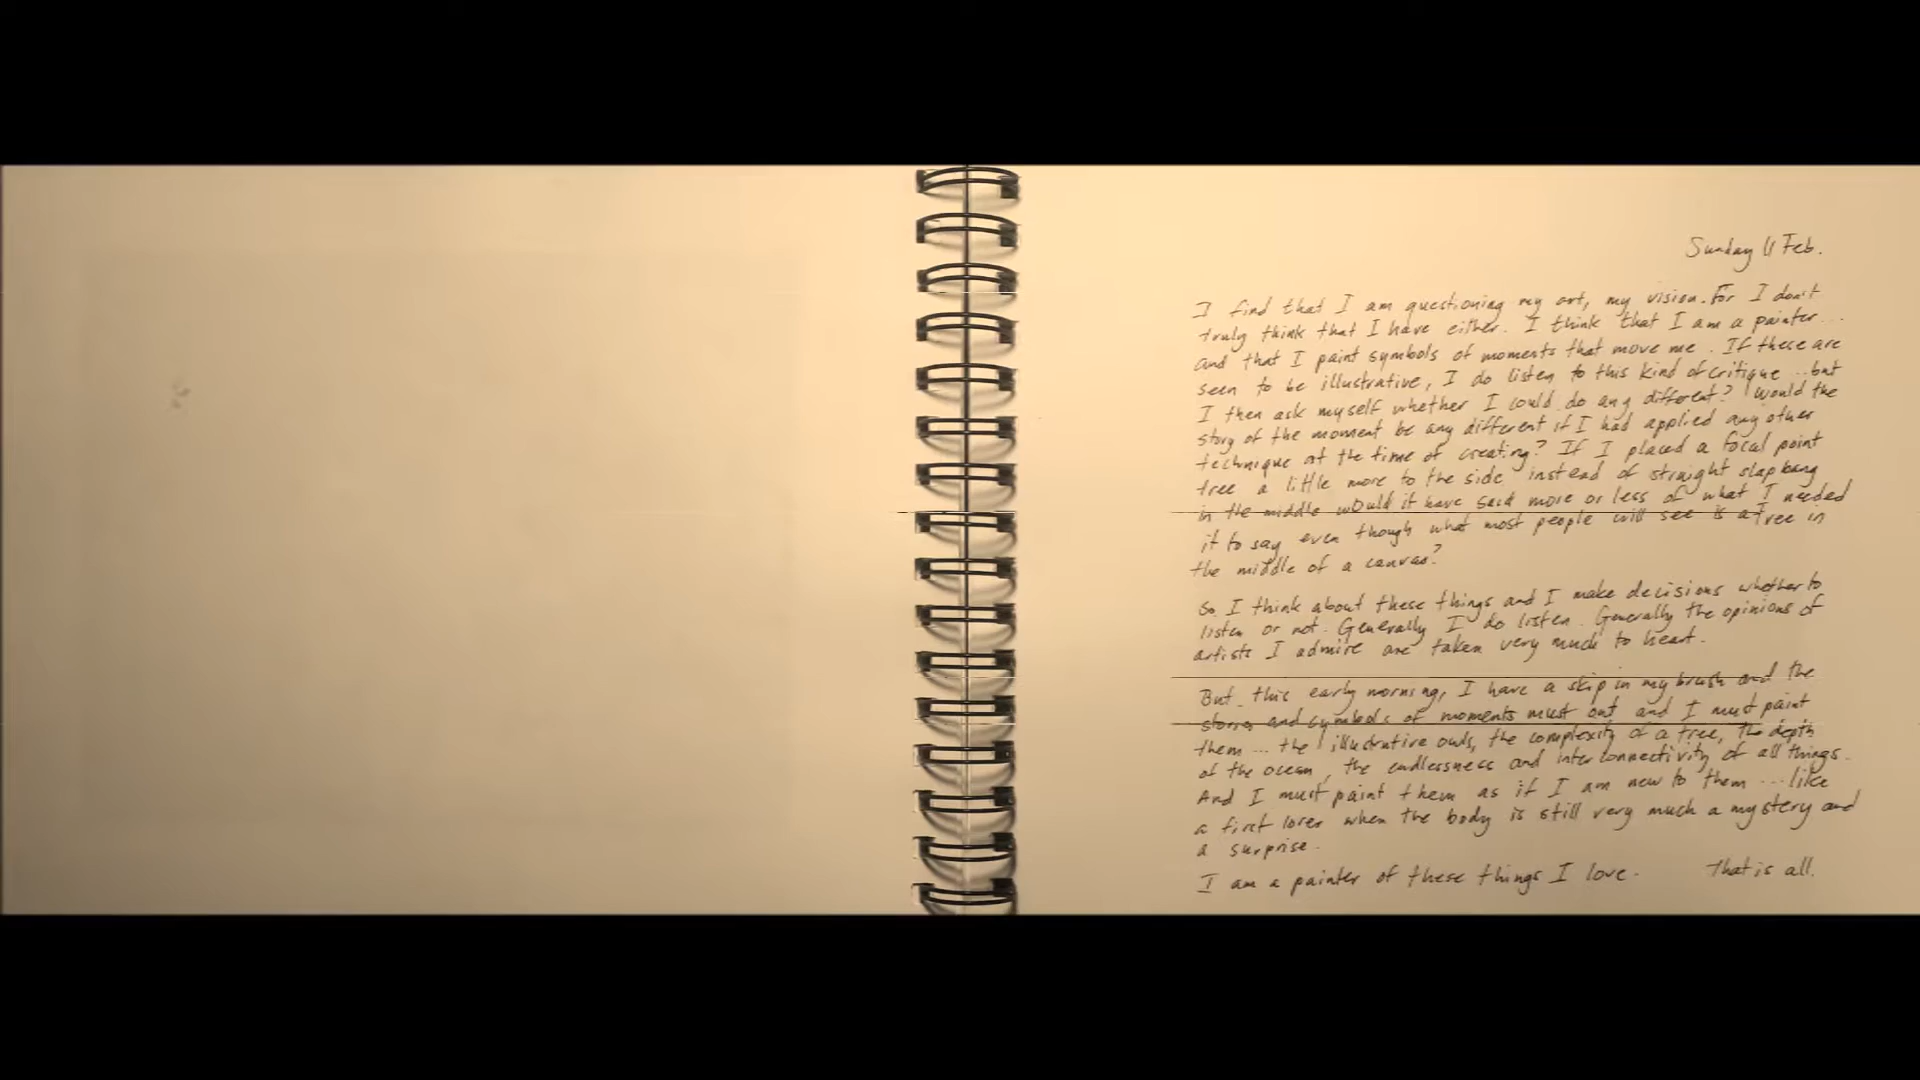 Sunday 11 Feb.
I find that I am questioning my art, my vision. For I don't
truly think that I have either. I think that I am a painter...
and that I paint symbols of moments that move me. If these are
seen to be illustrative, I do listen to this kind of critique... but
I then ask myself whether I could do any different? Would the
story of the moment be any different if I had applied any other
technique at the time of creating? If I placed a focal point
tree a little more to the side instead of straight slap bang
in the middle would it have said more or less of what I needed
it to say even though what most people will see is a tree in
the middle of a canvas?
So I think about these things and I make decisions whether to
listen or not. Generally I do listen. Generally the opinions of
artists I admire are taken very much to heart.
But this early morning, I have a skip in my brush and the
stories and symbols of moments must out and I must paint
them... the illustrative owls, the complexity of a tree, the depth
of the ocean, the endlessness and interconnectivity of all things.
And I must paint them as if I am new to them... like
a first lover when the body is still very much a mystery and
a surprise.
I am a painter of these things I love. That is all.